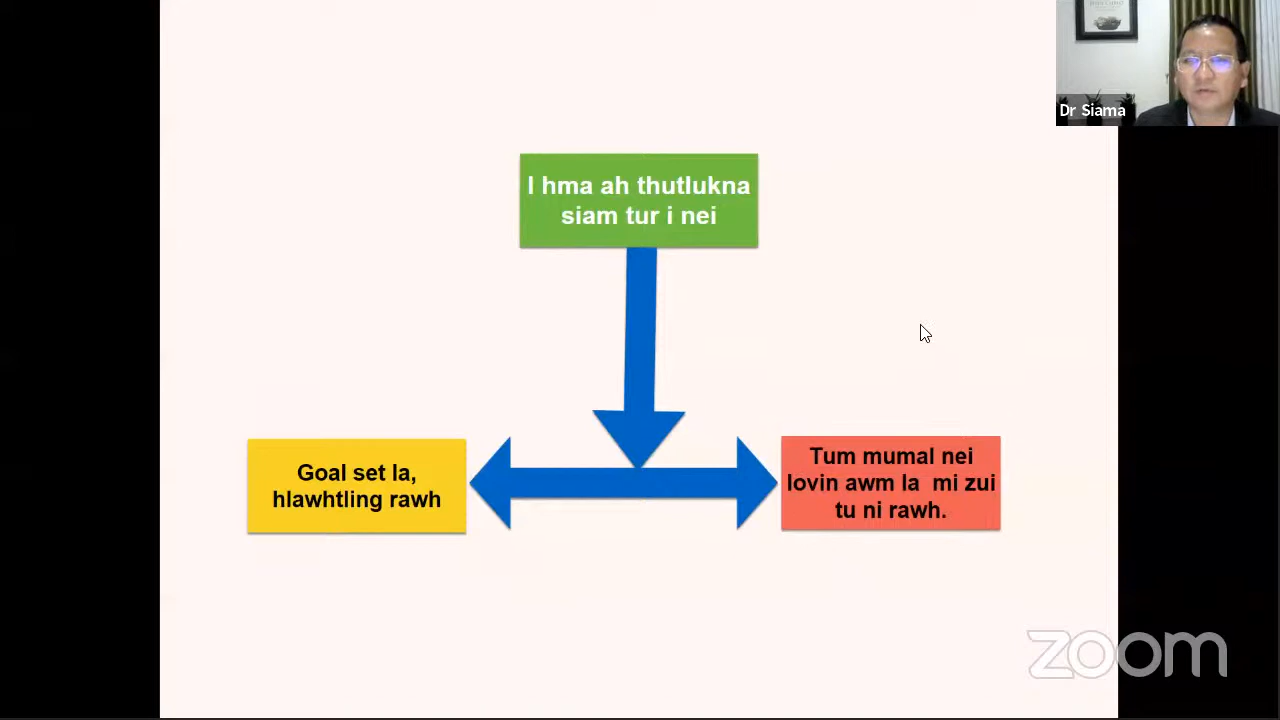 Dr Siama
I hma ah thutlukna
siam tur i nei
Goal set la,
hlawhtling rawh
Tum mumal nei
lovin awm la mi zui
tu ni rawh.
zoom